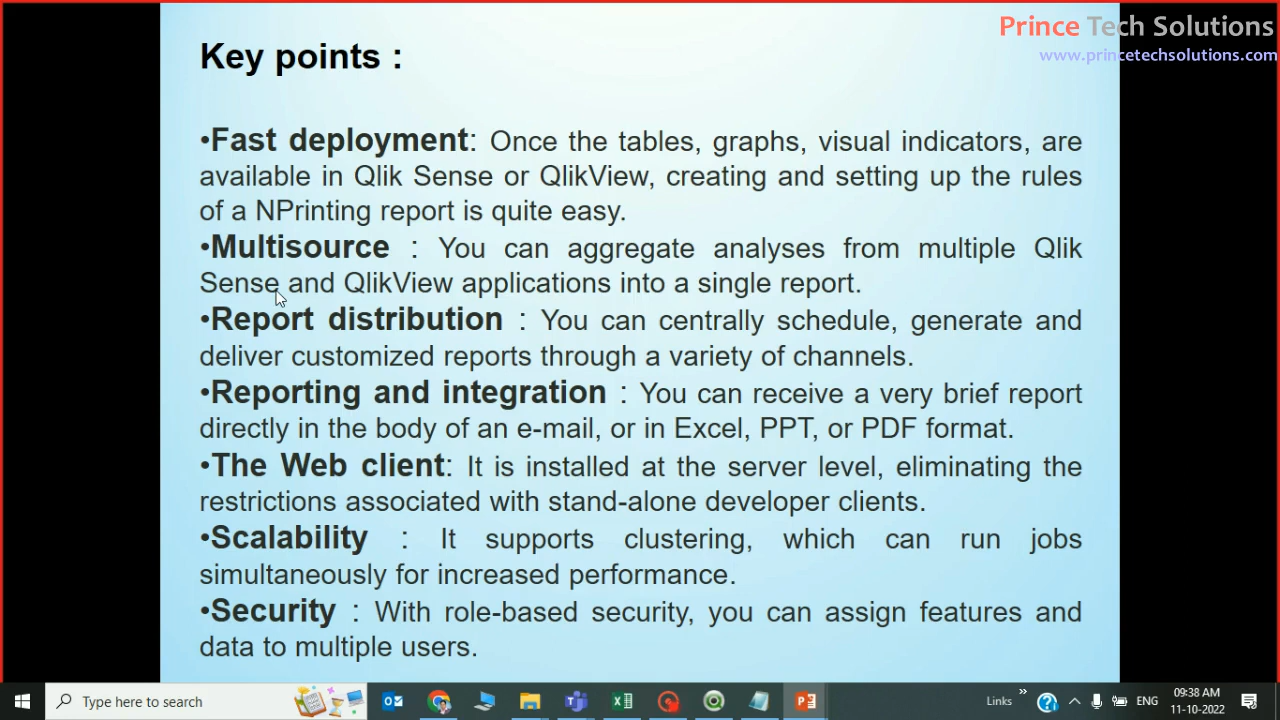 Prince Tech Solutions
www.princetechsolutions.com
Key points :
•Fast deployment: Once the tables, graphs, visual indicators, are
available in Qlik Sense or QlikView, creating and setting up the rules
of a NPrinting report is quite easy.
•Multisource : You can aggregate analyses from multiple Qlik
Sense and QlikView applications into a single report.
•Report distribution : You can centrally schedule, generate and
deliver customized reports through a variety of channels.
•Reporting and integration : You can receive a very brief report
directly in the body of an e-mail, or in Excel, PPT, or PDF format.
•The Web client: It is installed at the server level, eliminating the
restrictions associated with stand-alone developer clients.
•Scalability : It supports clustering, which can run jobs
simultaneously for increased performance.
•Security : With role-based security, you can assign features and
data to multiple users.
Type here to search
Links
ENG
09:38 AM
11-10-2022